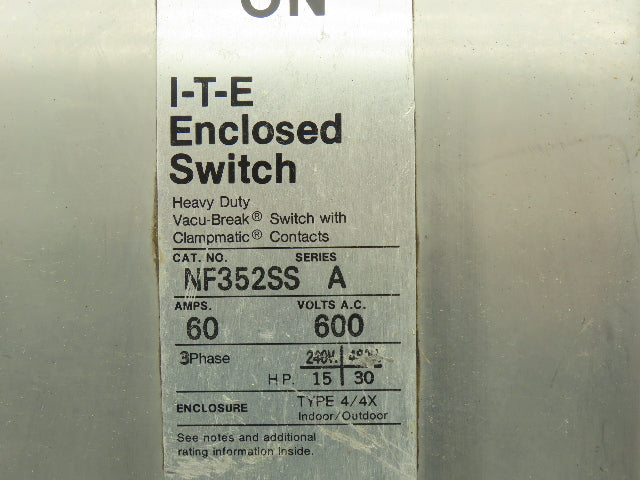 ON
I-T-E
Enclosed
Switch
Heavy Duty
Vacu-Break® Switch with
Clampmatic® Contacts
CAT. NO. SERIES
NF352SS A
AMPS. VOLTS A.C.
60 600
3Phase 240V. 480V.
H.P. 15 30
ENCLOSURE TYPE 4/4X
Indoor/Outdoor
See notes and additional
rating information inside.